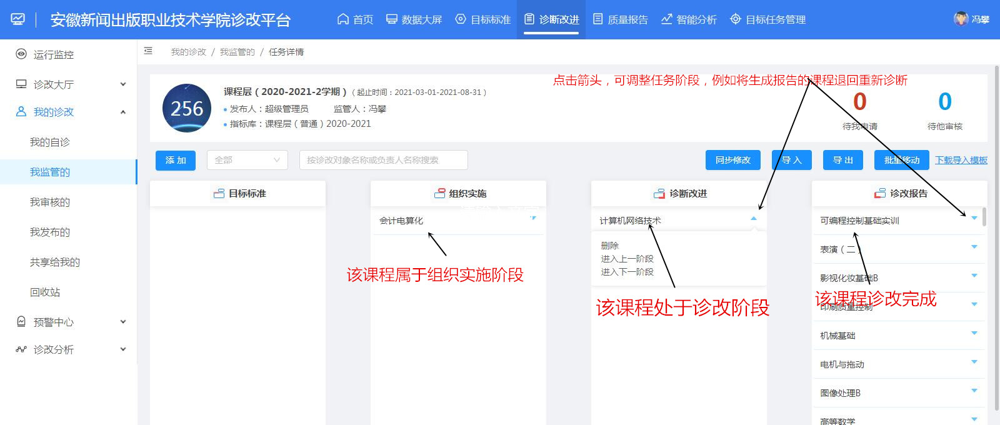 安徽新闻出版职业技术学院诊改平台
首页
数据大屏
目标标准
诊断改进
质量报告
智能分析
目标任务管理
冯攀
运行监控
诊改大厅
我的诊改
我的自诊
我监管的
我审核的
我发布的
共享给我的
回收站
预警中心
诊改分析
我的诊改 / 我监管的 / 任务详情
点击箭头，可调整任务阶段，例如将生成报告的课程退回重新诊断
256
课程层（2020-2021-2学期）（起止时间：2021-03-01-2021-08-31）
发布人：超级管理员 监管人：冯攀
指标库：课程层（普通）2020-2021
0
待我申请
0
待他审核
添 加
全部
按诊改对象名称或负责人名称搜索
同步修改
导 入
导 出
批量移动
下载导入模板
目标标准
组织实施
会计电算化
该课程属于组织实施阶段
诊断改进
计算机网络技术
删除
进入上一阶段
进入下一阶段
该课程处于诊改阶段
诊改报告
可编程控制基础实训
表演（二）
影视化妆基础B
该课程诊改完成
印刷质量控制
机械基础
电机与拖动
图像处理B
高等数学